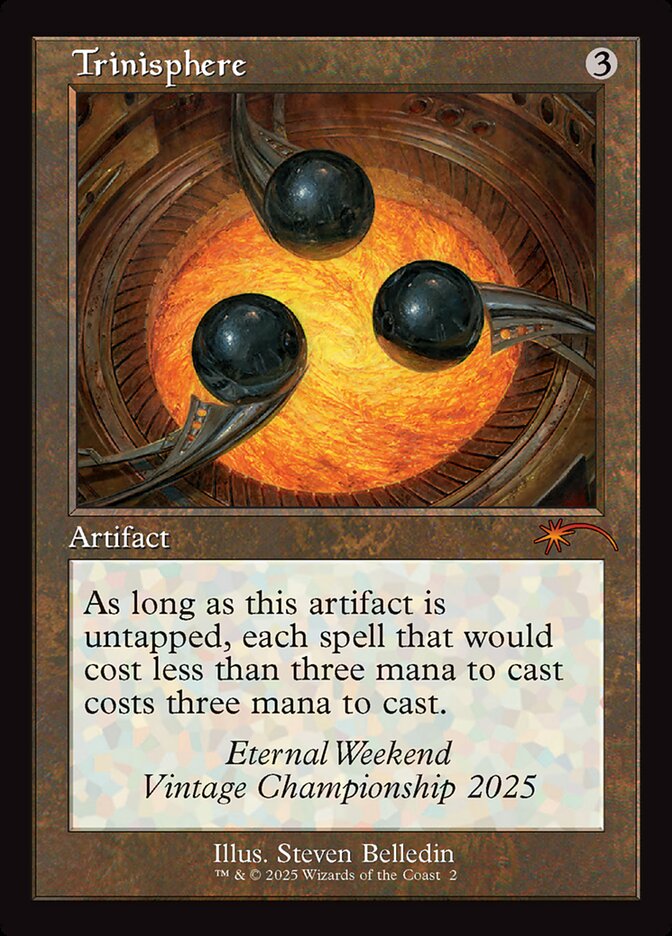 Trinisphere 3
Artifact
As long as this artifact is
untapped, each spell that would
cost less than three mana to cast
costs three mana to cast.
Eternal Weekend
Vintage Championship 2025
Illus. Steven Belledin
™ & © 2025 Wizards of the Coast 2